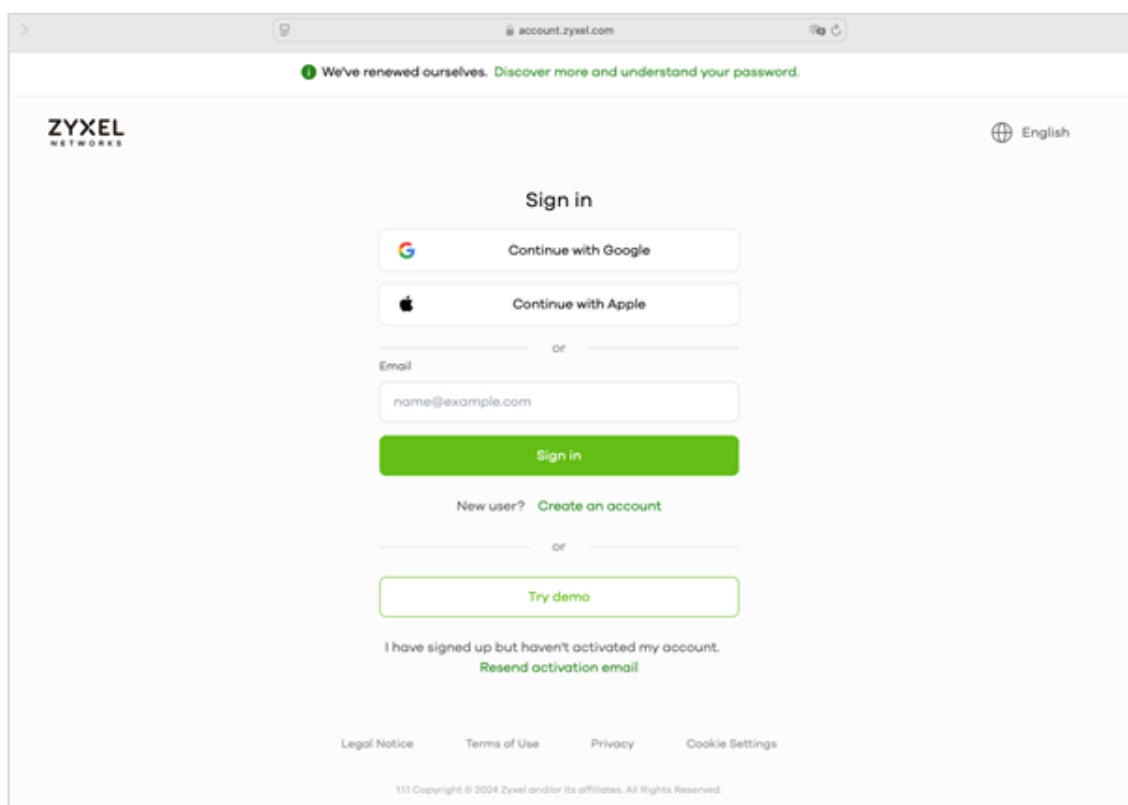 account.zyxel.com
We've renewed ourselves. Discover more and understand your password.
ZYXEL
NETWORKS
English
Sign in
Continue with Google
Continue with Apple
or
Email
name@example.com
Sign in
New user? Create an account
or
Try demo
I have signed up but haven't activated my account.
Resend activation email
Legal Notice Terms of Use Privacy Cookie Settings
1.1.1 Copyright © 2024 Zyxel and/or its affiliates. All Rights Reserved.